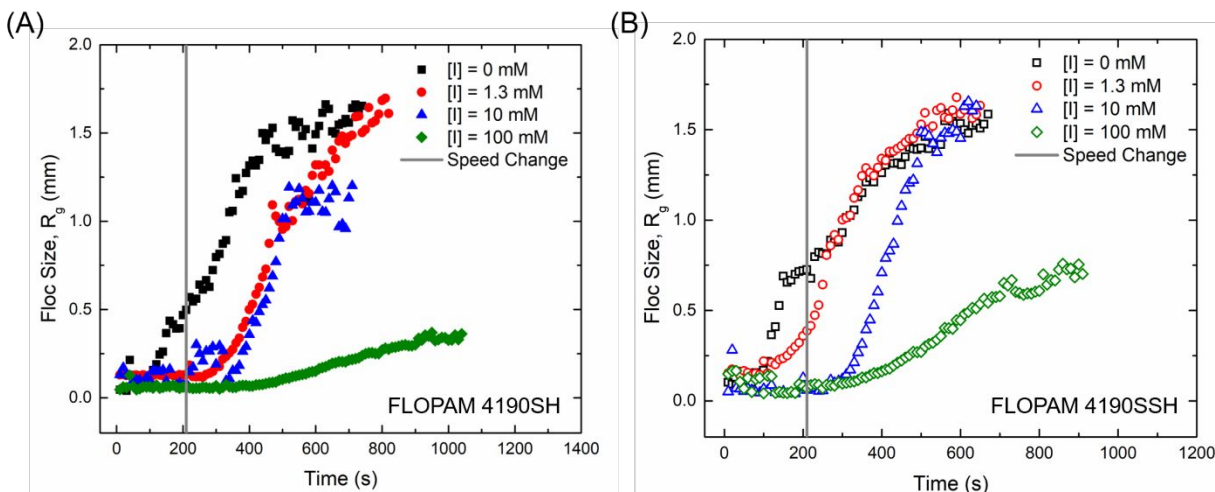 (A)
2.0
1.5
1.0
0.5
0.0
Floc Size, R_g (mm)
[I] = 0 mM
[I] = 1.3 mM
[I] = 10 mM
[I] = 100 mM
Speed Change
FLOPAM 4190SH
0 200 400 600 800 1000 1200 1400
Time (s)
(B)
2.0
1.5
1.0
0.5
0.0
Floc Size, R_g (mm)
[I] = 0 mM
[I] = 1.3 mM
[I] = 10 mM
[I] = 100 mM
Speed Change
FLOPAM 4190SSH
0 200 400 600 800 1000 1200
Time (s)